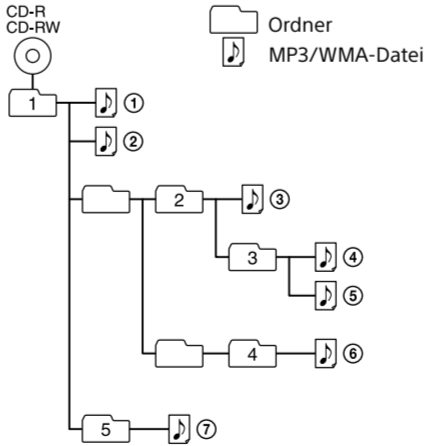 CD-R
CD-RW
Ordner
MP3/WMA-Datei
1 ①
②
2 ③
3 ④
⑤
4 ⑥
5 ⑦